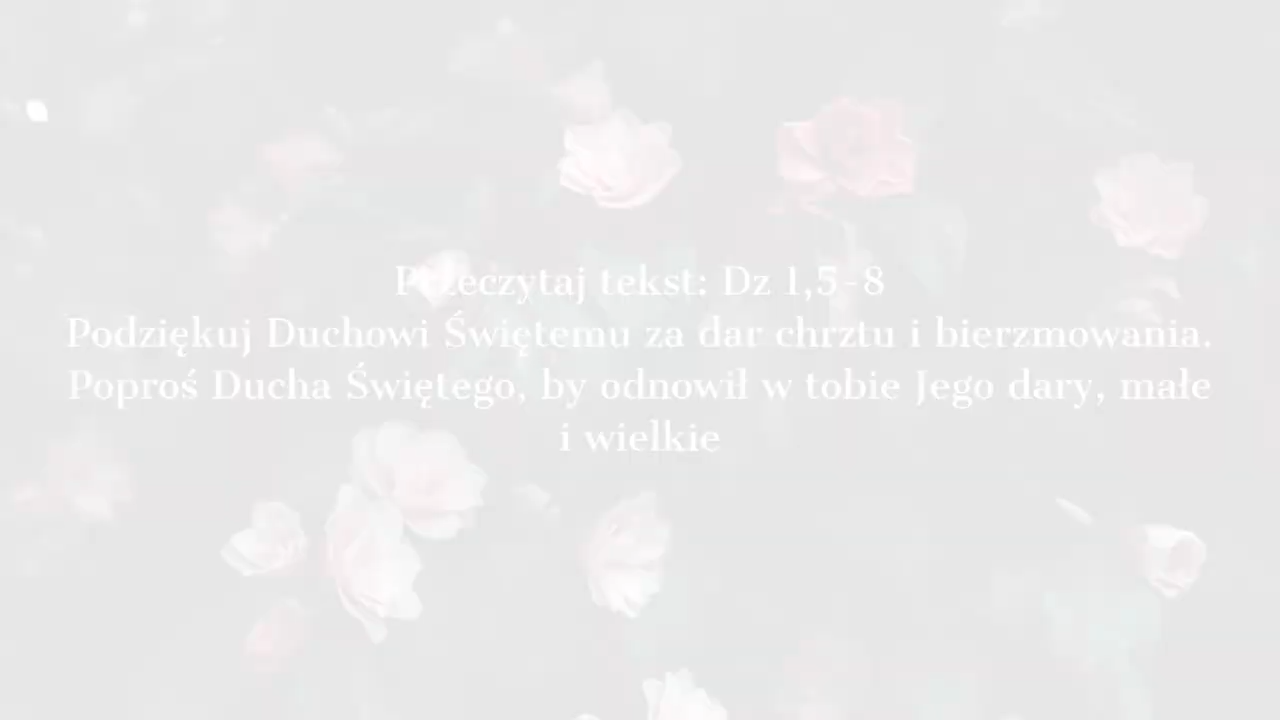 Przeczytaj tekst: Dz 1,5-8
Podziękuj Duchowi Świętemu za dar chrztu i bierzmowania.
Poproś Ducha Świętego, by odnowił w tobie Jego dary, małe
i wielkie